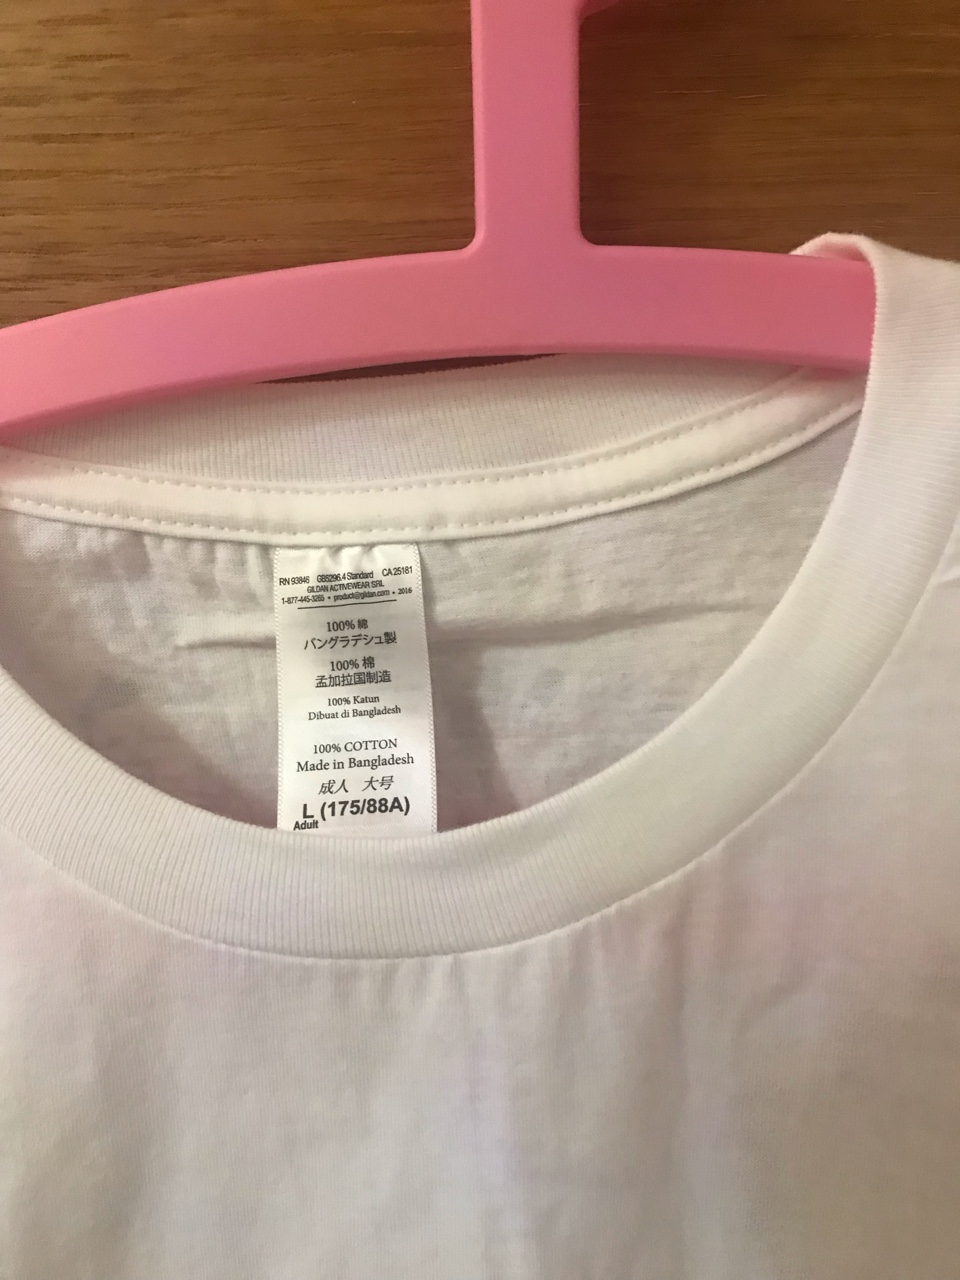 RN 93846 GB5296.4 Standard CA 25181
GILDAN ACTIVEWEAR SRL
1-877-445-3265 • product@gildan.com • 2016
100% 綿
バングラデシュ製
100% 棉
孟加拉国制造
100% Katun
Dibuat di Bangladesh
100% COTTON
Made in Bangladesh
成人 大号
L (175/88A)
Adult